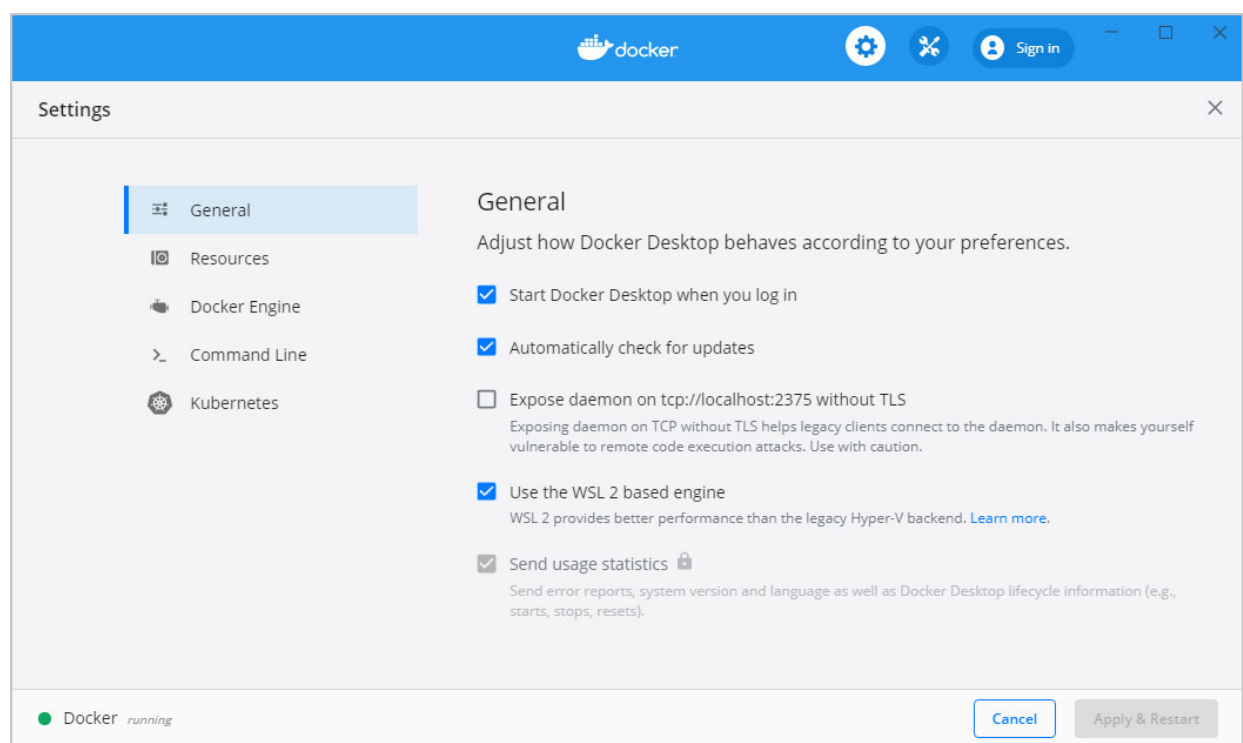 docker
Sign in
Settings
General
Resources
Docker Engine
Command Line
Kubernetes
General
Adjust how Docker Desktop behaves according to your preferences.
Start Docker Desktop when you log in
Automatically check for updates
Expose daemon on tcp://localhost:2375 without TLS
Exposing daemon on TCP without TLS helps legacy clients connect to the daemon. It also makes yourself
vulnerable to remote code execution attacks. Use with caution.
Use the WSL 2 based engine
WSL 2 provides better performance than the legacy Hyper-V backend. Learn more.
Send usage statistics
Send error reports, system version and language as well as Docker Desktop lifecycle information (e.g.,
starts, stops, resets).
Docker running
Cancel
Apply & Restart